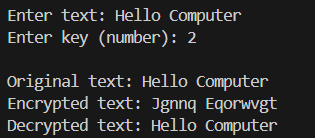 Enter text: Hello Computer
Enter key (number): 2
Original text: Hello Computer
Encrypted text: Jgnnq Eqorwvgt
Decrypted text: Hello Computer